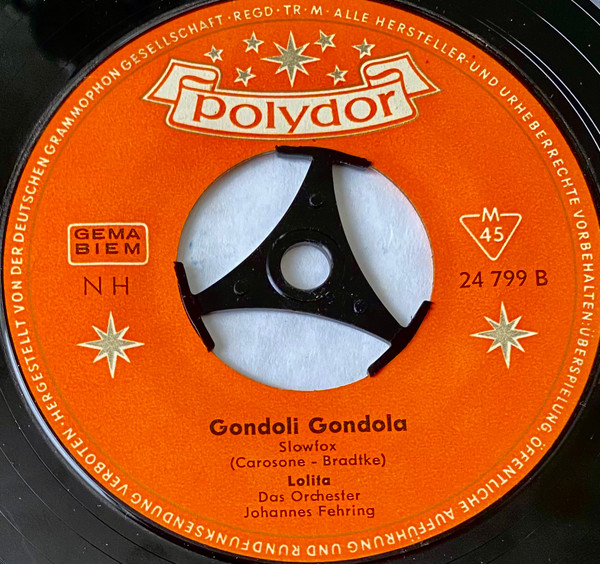 HERGESTELLT VON DER DEUTSCHEN GRAMMOPHON GESELLSCHAFT · REGD · TR · M · ALLE HERSTELLER- UND URHEBERRECHTE VORBEHALTEN: ÜBERSPIELUNG ÖFFENTLICHE AUFFÜHRUNG UND RUNDFUNKSENDUNG VERBOTEN ·
polydor
GEMA
BIEM
NH
M
45
24 799 B
Gondoli Gondola
Slowfox
(Carosone - Bradtke)
Lolita
Das Orchester
Johannes Fehring